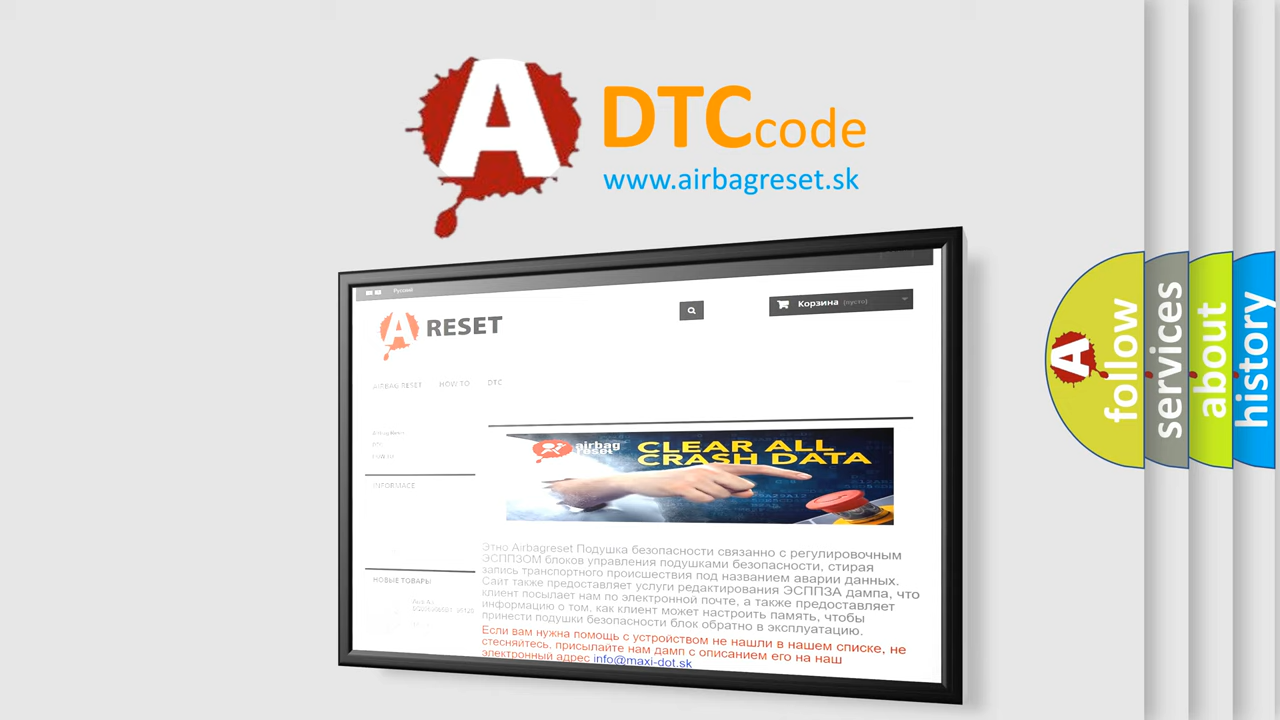 A
DTCcode
www.airbagreset.sk
Русский
A RESET
Корзина (пусто)
AIRBAG RESET HOW TO DTC
INFORMACE
airbag
reset
CLEAR ALL
CRASH DATA
Этно Airbagreset Подушка безопасности связанно с регулировочным
ЭСППЗОМ блоков управления подушками безопасности, стирая
запись транспортного происшествия под названием аварии данных.
Сайт также предоставляет услуги редактирования ЭСППЗА дампа, что
клиент посылает нам по электронной почте, а также предоставляет
информацию о том, как клиент может настроить память, чтобы
принести подушки безопасности блок обратно в эксплуатацию.
Если вам нужна помощь с устройством не нашли в нашем списке, не
стесняйтесь, присылайте нам дамп с описанием его на наш
электронный адрес info@maxi-dot.sk
НОВЫЕ ТОВАРЫ
A
follow
services
about
history